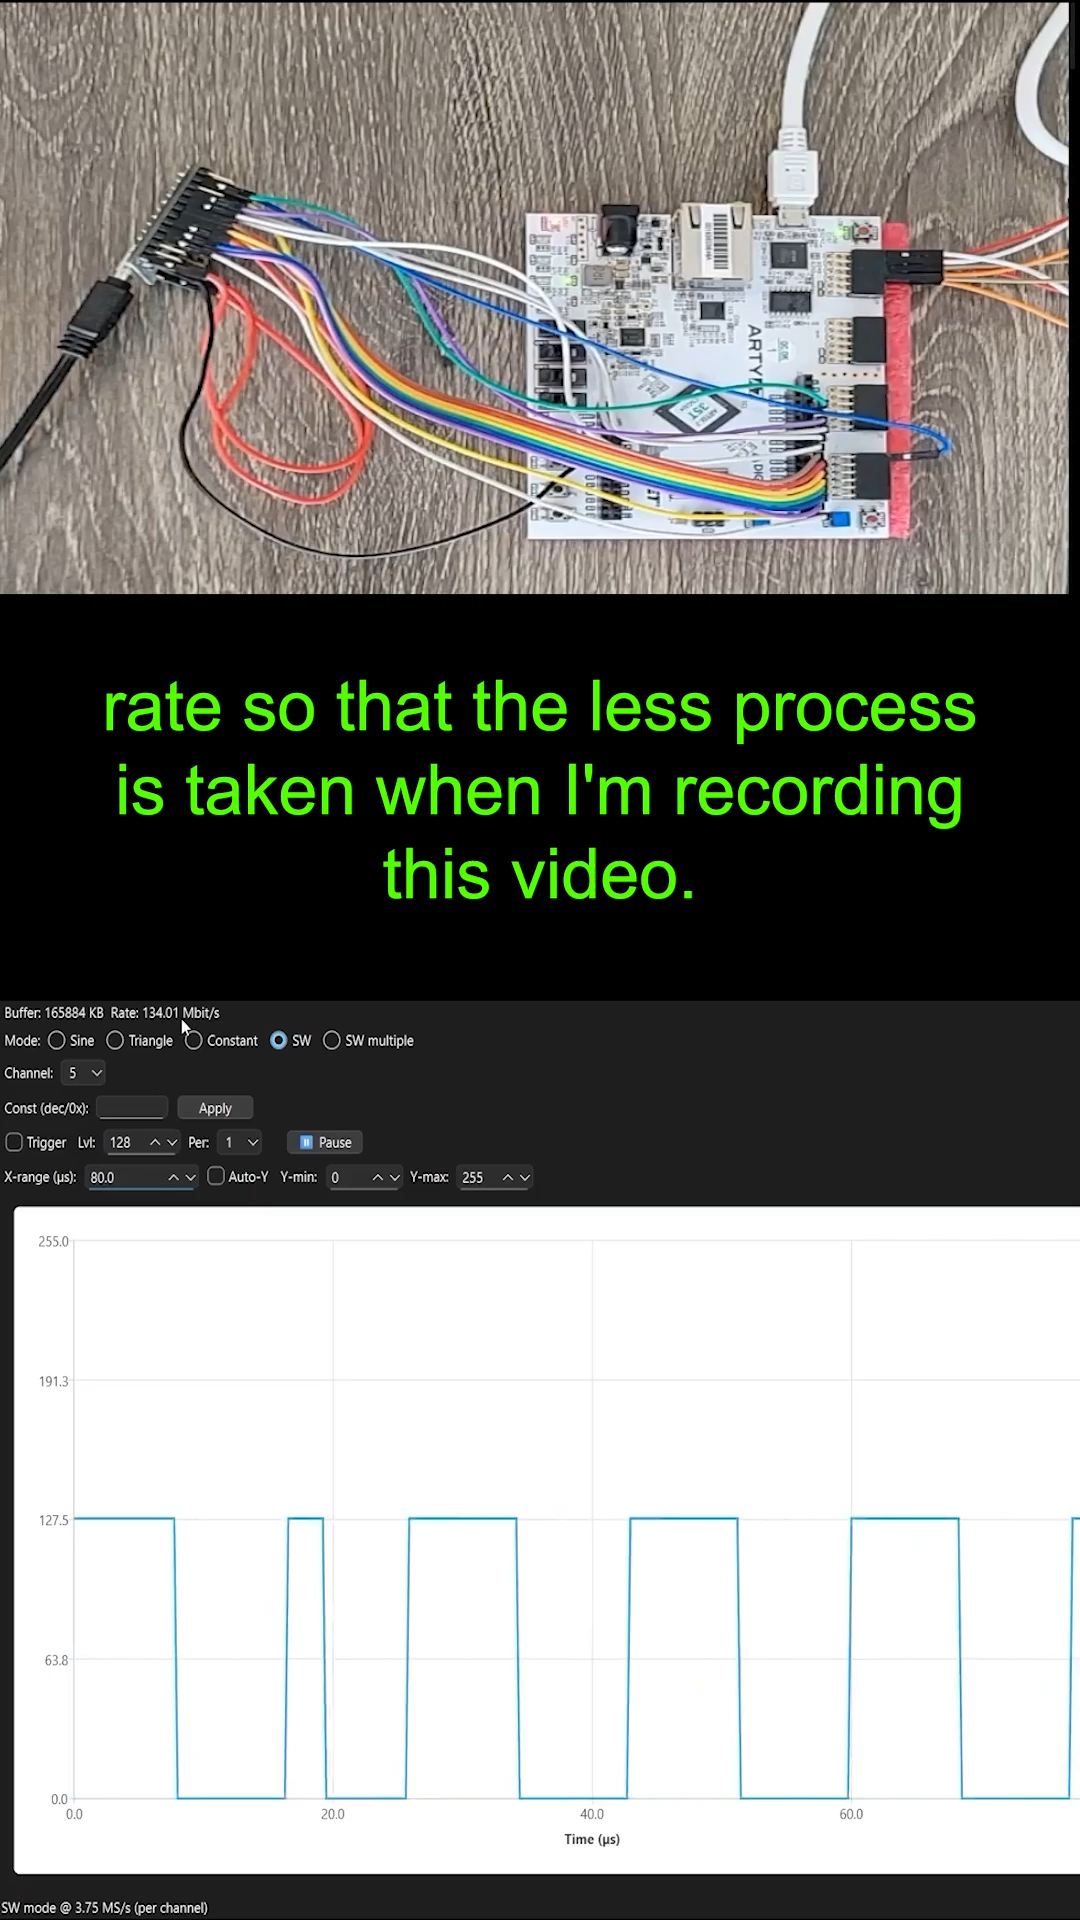 ARTY
rate so that the less process
is taken when I'm recording
this video.
Buffer: 165884 KB Rate: 134.01 Mbit/s
Mode: Sine Triangle Constant SW SW multiple
Channel: 5
Const (dec/0x): Apply
Trigger Lvl: 128 Per: 1 Pause
X-range (µs): 80.0 Auto-Y Y-min: 0 Y-max: 255
255.0
191.3
127.5
63.8
0.0
0.0 20.0 40.0 60.0
Time (µs)
SW mode @ 3.75 MS/s (per channel)